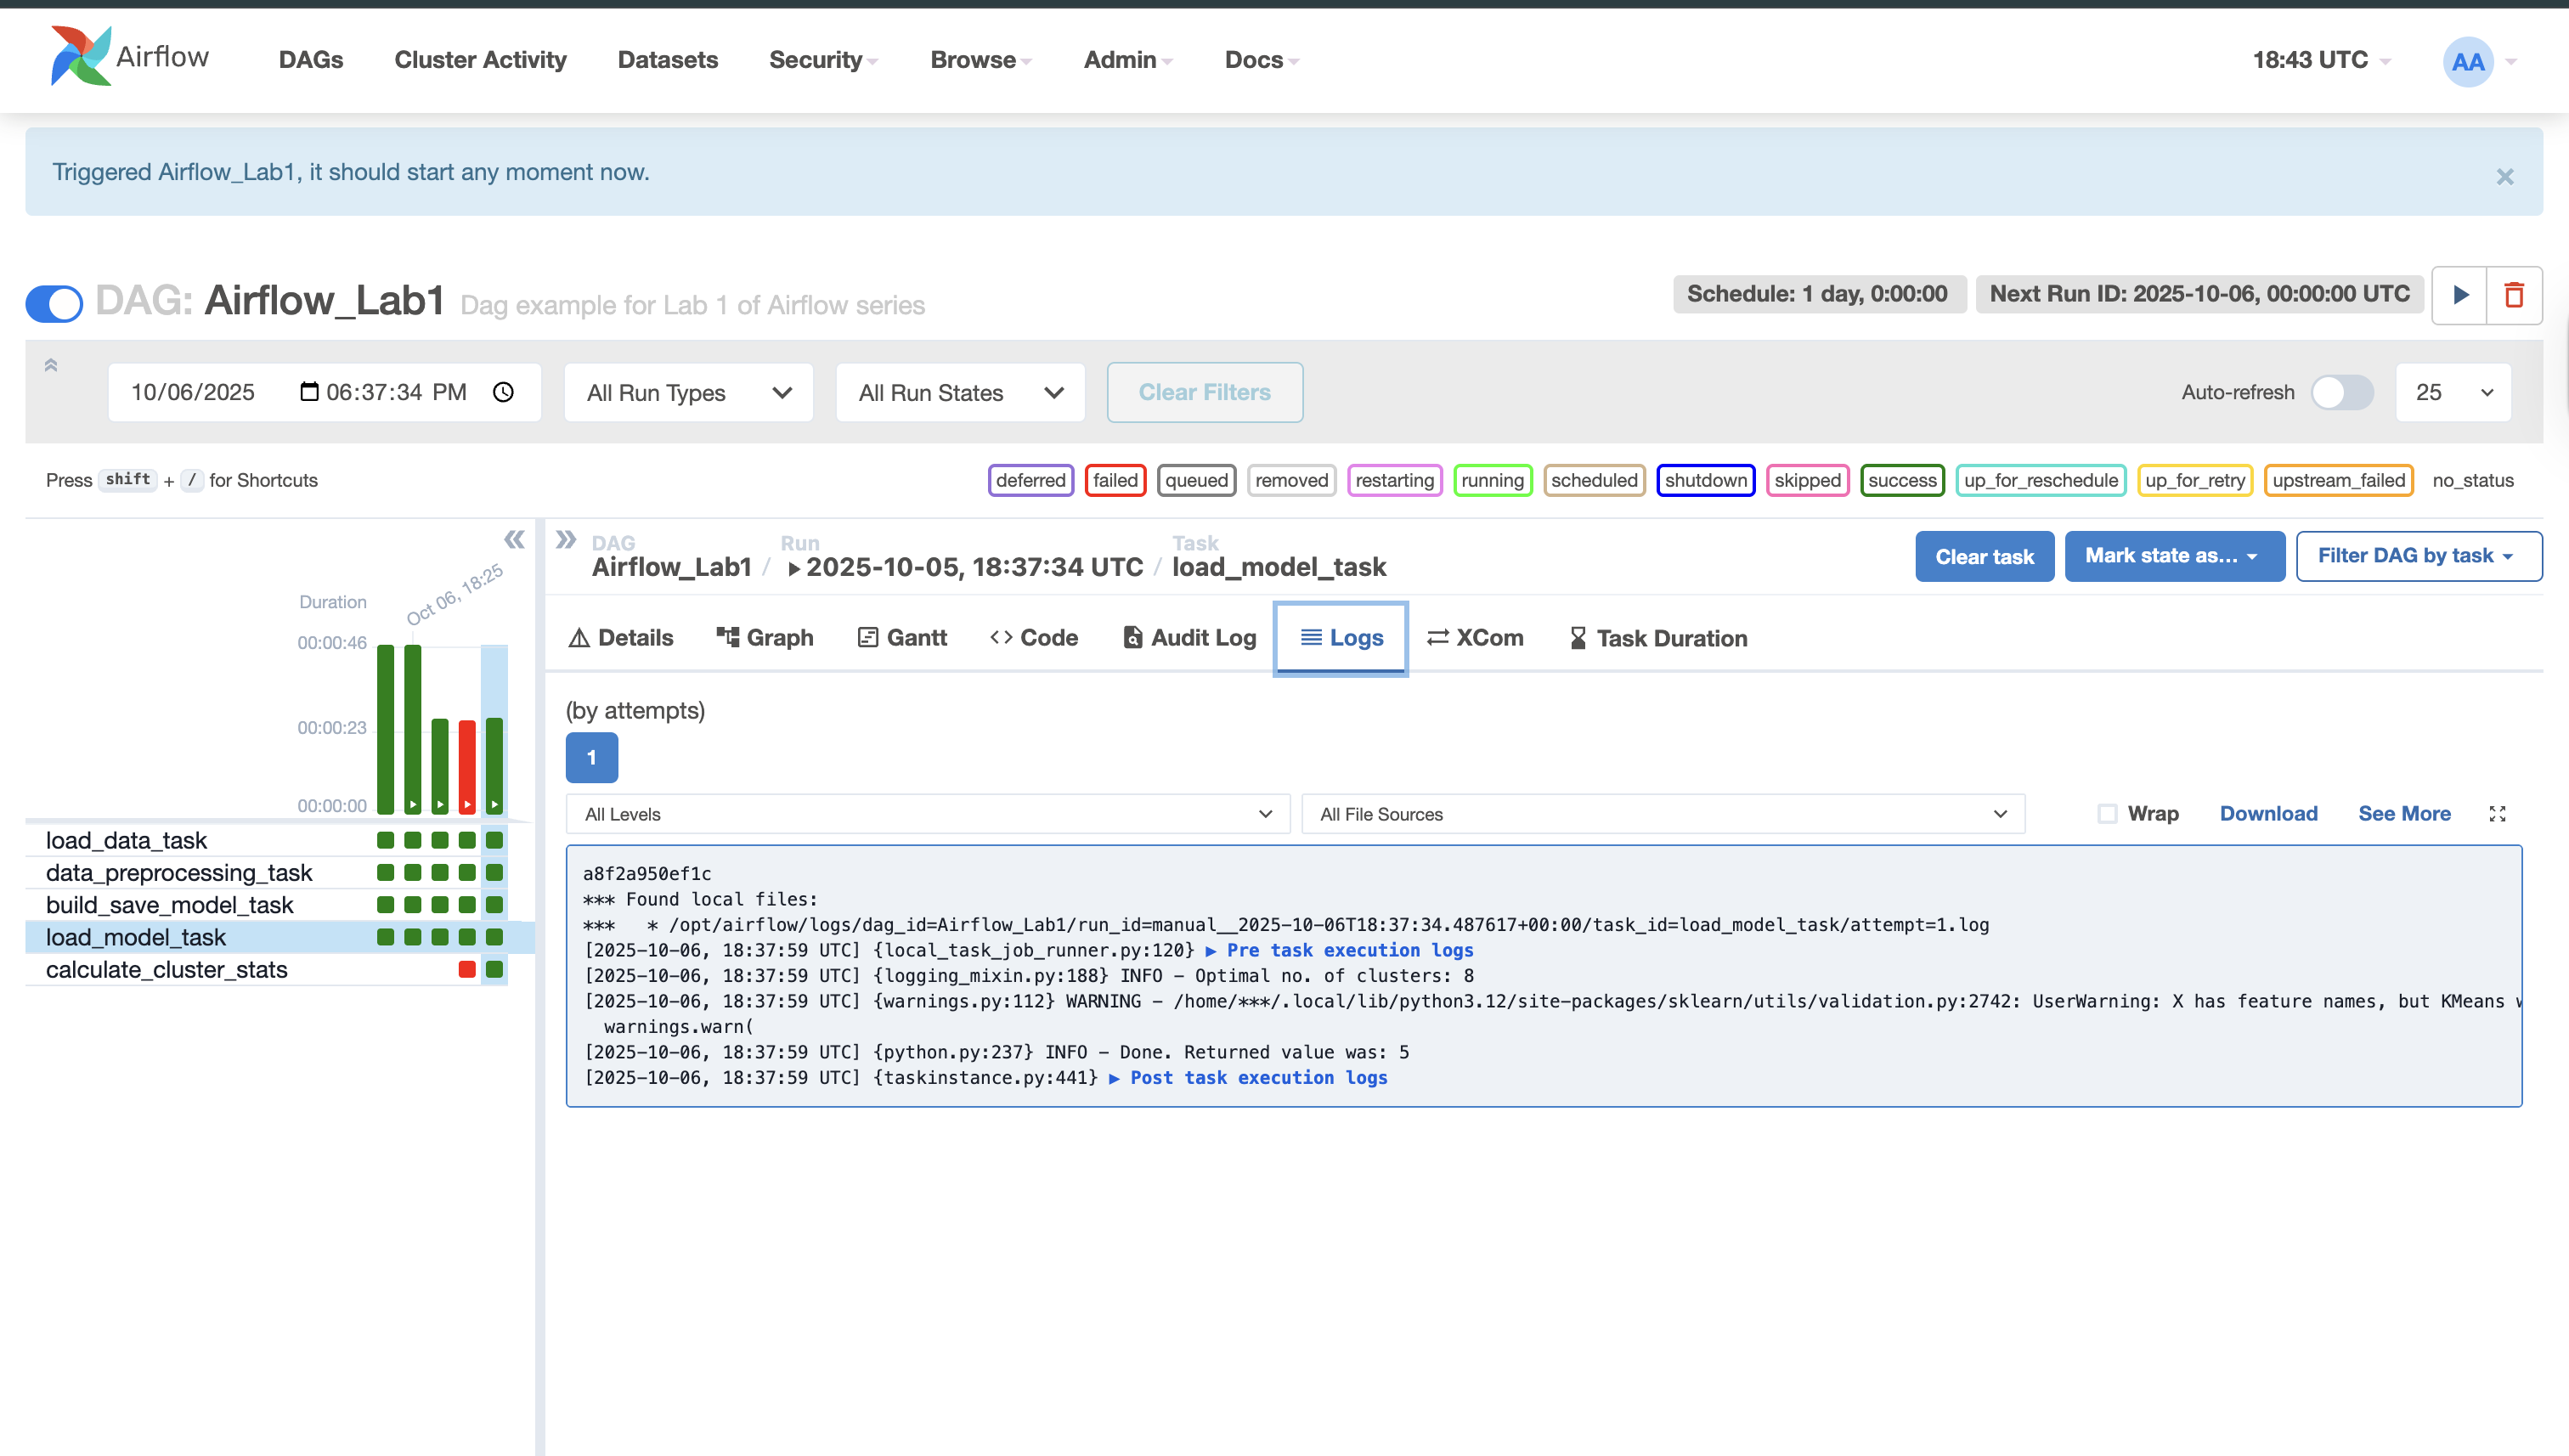 Airflow
DAGs
Cluster Activity
Datasets
Security
Browse
Admin
Docs
18:43 UTC
AA
Triggered Airflow_Lab1, it should start any moment now.
×
DAG: Airflow_Lab1 Dag example for Lab 1 of Airflow series
Schedule: 1 day, 0:00:00
Next Run ID: 2025-10-06, 00:00:00 UTC
10/06/2025 06:37:34 PM
All Run Types
All Run States
Clear Filters
Auto-refresh
25
Press shift + / for Shortcuts
deferred
failed
queued
removed
restarting
running
scheduled
shutdown
skipped
success
up_for_reschedule
up_for_retry
upstream_failed
no_status
Duration
Oct 06, 18:25
00:00:46
00:00:23
00:00:00
load_data_task
data_preprocessing_task
build_save_model_task
load_model_task
calculate_cluster_stats
DAG
Airflow_Lab1
/
Run
2025-10-05, 18:37:34 UTC
/
Task
load_model_task
Clear task
Mark state as...
Filter DAG by task
Details
Graph
Gantt
Code
Audit Log
Logs
XCom
Task Duration
(by attempts)
1
All Levels
All File Sources
Wrap
Download
See More
a8f2a950ef1c
*** Found local files:
***   * /opt/airflow/logs/dag_id=Airflow_Lab1/run_id=manual__2025-10-06T18:37:34.487617+00:00/task_id=load_model_task/attempt=1.log
[2025-10-06, 18:37:59 UTC] {local_task_job_runner.py:120} ▶ Pre task execution logs
[2025-10-06, 18:37:59 UTC] {logging_mixin.py:188} INFO - Optimal no. of clusters: 8
[2025-10-06, 18:37:59 UTC] {warnings.py:112} WARNING - /home/***/.local/lib/python3.12/site-packages/sklearn/utils/validation.py:2742: UserWarning: X has feature names, but KMeans
  warnings.warn(
[2025-10-06, 18:37:59 UTC] {python.py:237} INFO - Done. Returned value was: 5
[2025-10-06, 18:37:59 UTC] {taskinstance.py:441} ▶ Post task execution logs